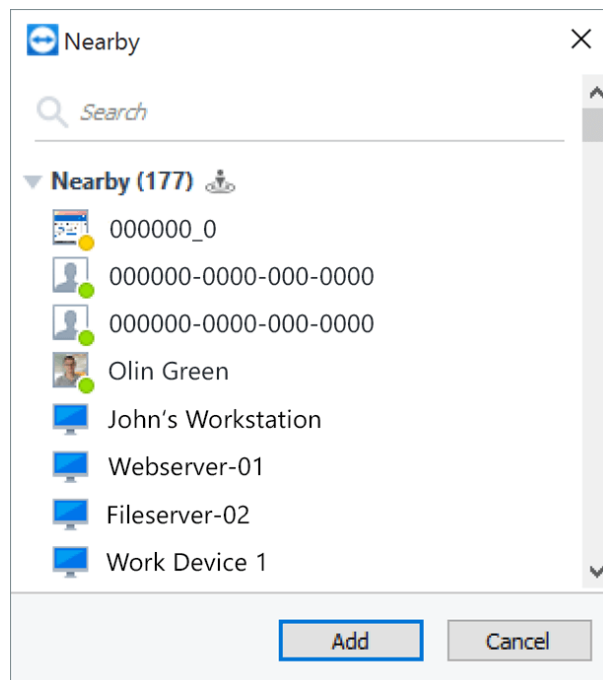 Nearby
Search
Nearby (177)
000000_0
000000-0000-000-0000
000000-0000-000-0000
Olin Green
John's Workstation
Webserver-01
Fileserver-02
Work Device 1
Add
Cancel